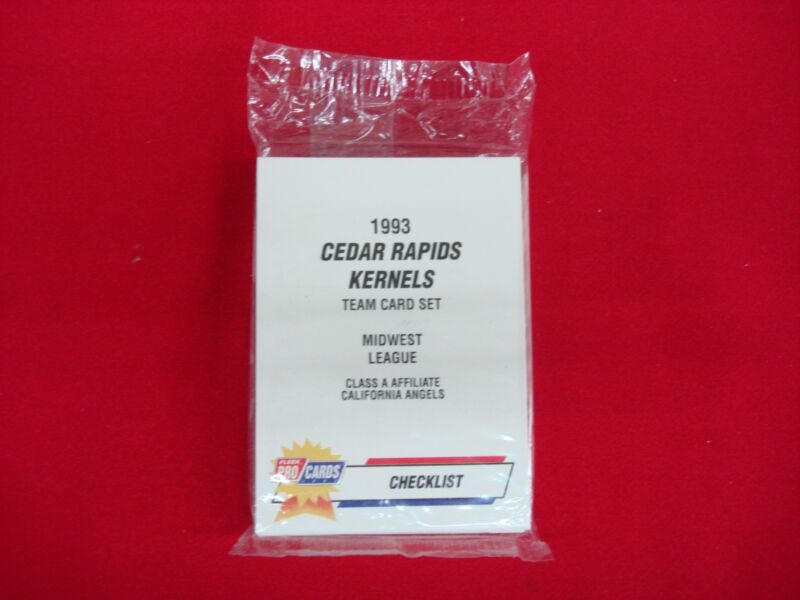 1993
CEDAR RAPIDS
KERNELS
TEAM CARD SET
MIDWEST
LEAGUE
CLASS A AFFILIATE
CALIFORNIA ANGELS
FLEER
PRO CARDS
CHECKLIST